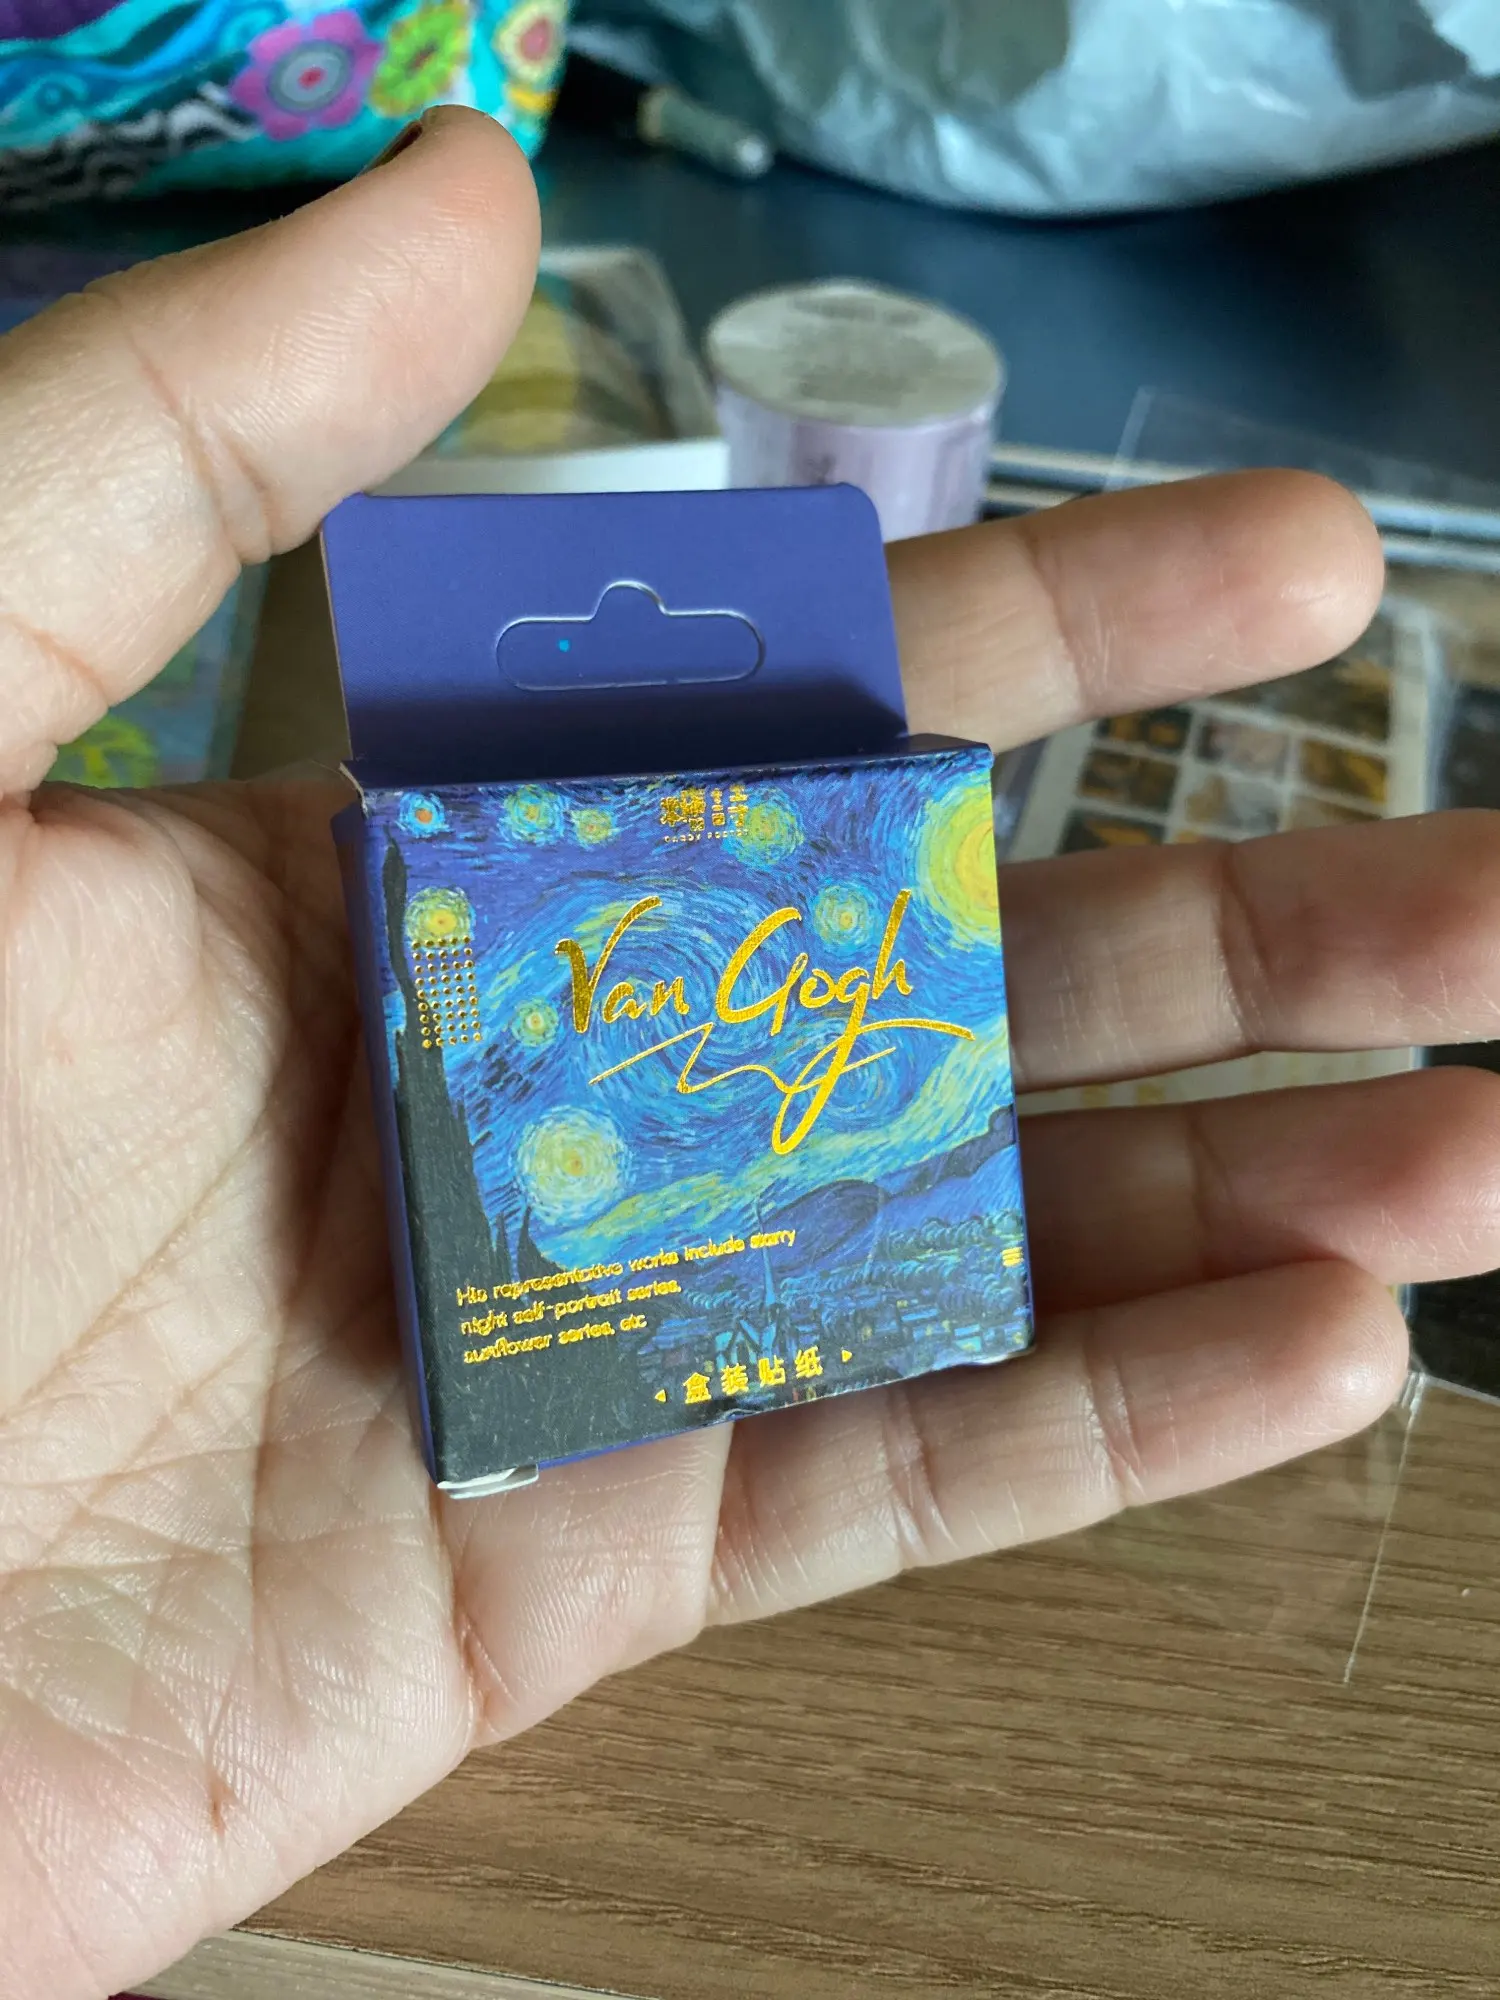 Van Gogh
His representative works include starry
night self-portrait series,
sunflower series, etc
盒装贴纸